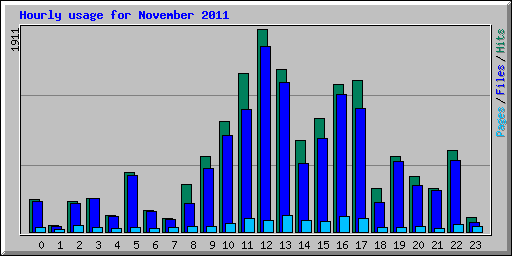 Hourly usage for November 2011
1911
Pages / Files / Hits
0 1 2 3 4 5 6 7 8 9 10 11 12 13 14 15 16 17 18 19 20 21 22 23